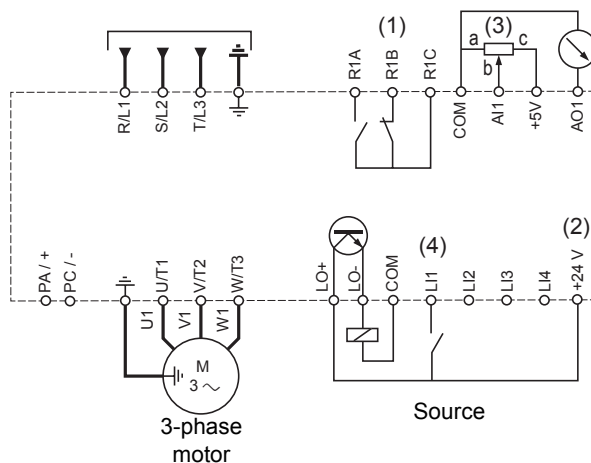 (1)
(3)
R1A
R1B
R1C
a
c
b
R/L1
S/L2
T/L3
COM
AI1
+5V
AO1
PA / +
PC / -
U/T1
V/T2
W/T3
U1
V1
W1
M
3 ~
3-phase
motor
(4)
(2)
LO+
LO-
COM
LI1
LI2
LI3
LI4
+24 V
Source